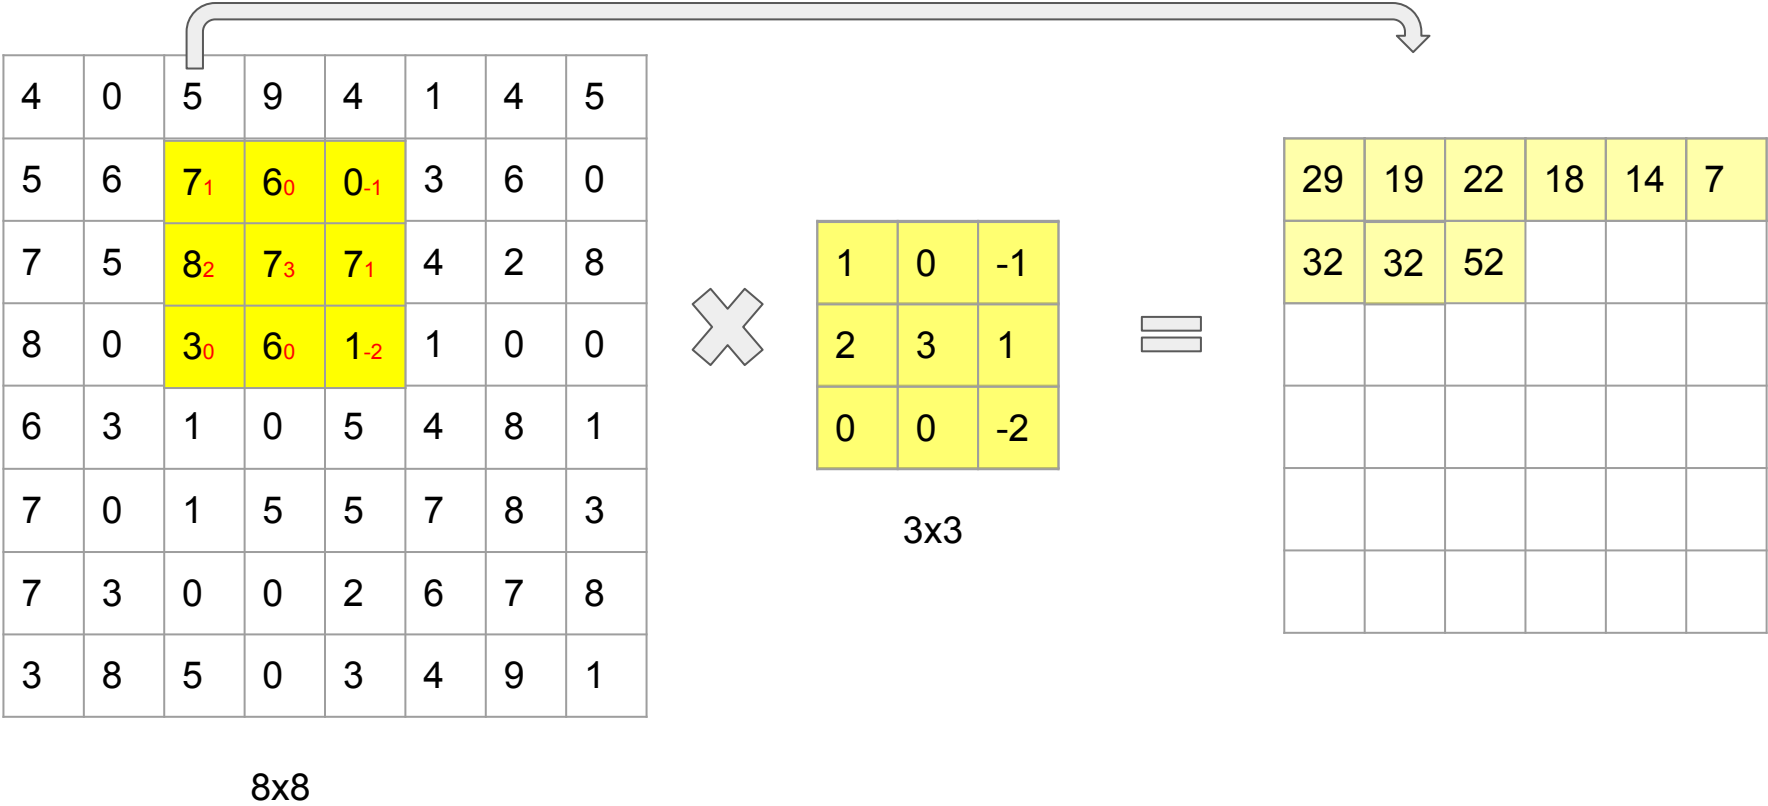 4 0 5 9 4 1 4 5
5 6 7 1 6 0 0 -1 3 6 0
7 5 8 2 7 3 7 1 4 2 8
8 0 3 0 6 0 1 -2 1 0 0
6 3 1 0 5 4 8 1
7 0 1 5 5 7 8 3
7 3 0 0 2 6 7 8
3 8 5 0 3 4 9 1
8x8
1 0 -1
2 3 1
0 0 -2
3x3
29 19 22 18 14 7
32 32 52